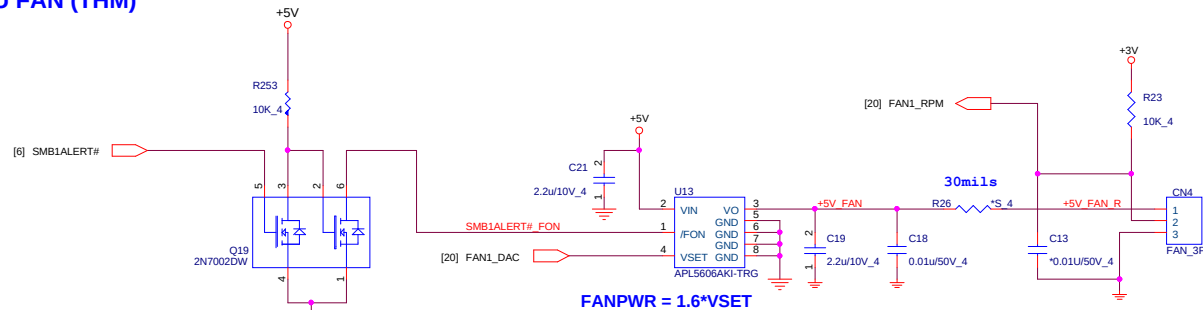 U FAN (THM)
+5V
R253
10K_4
[6] SMB1ALERT#
5
3
2
6
Q19
2N7002DW
4
1
SMB1ALERT#_FON
[20] FAN1_DAC
+5V
C21
2
1
2.2u/10V_4
U13
2
VIN
VO
3
GND
5
1
/FON
GND
6
GND
7
4
VSET
GND
8
APL5606AKI-TRG
FANPWR = 1.6*VSET
+5V_FAN
2
C19
1
2.2u/10V_4
C18
0.01u/50V_4
30mils
R26
*S_4
+5V_FAN_R
[20] FAN1_RPM
+3V
R23
10K_4
C13
*0.01U/50V_4
CN4
1
2
3
FAN_3P